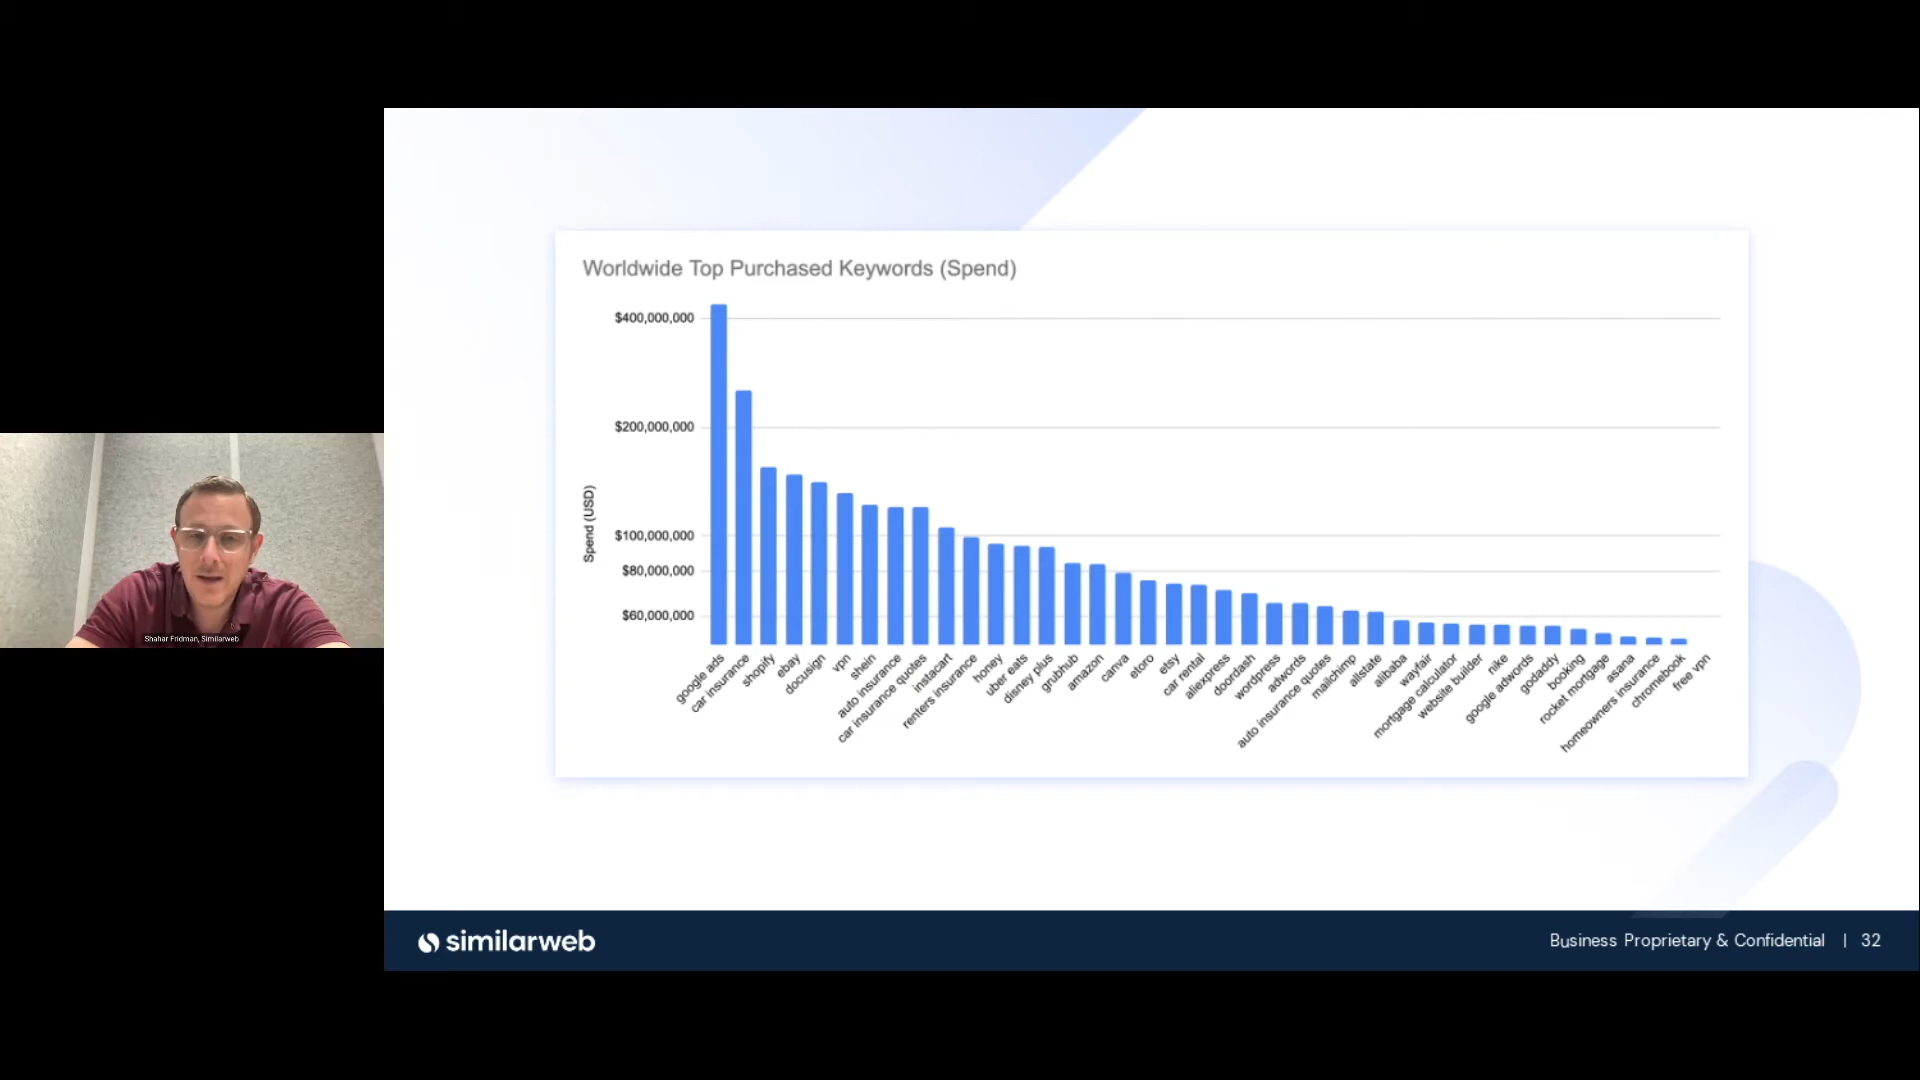 Worldwide Top Purchased Keywords (Spend)
$400,000,000
$200,000,000
$100,000,000
$80,000,000
$60,000,000
Spend (USD)
google ads
car insurance
shopify
ebay
docusign
vpn
shein
auto insurance
car insurance quotes
instacart
renters insurance
honey
uber eats
disney plus
grubhub
amazon
canva
etoro
etsy
car rental
aliexpress
doordash
wordpress
adwords
auto insurance quotes
mailchimp
allstate
alibaba
wayfair
mortgage calculator
website builder
nike
google adwords
godaddy
booking
rocket mortgage
asana
homeowners insurance
chromebook
free vpn
Shahar Fridman, Similarweb
similarweb
Business Proprietary & Confidential | 32